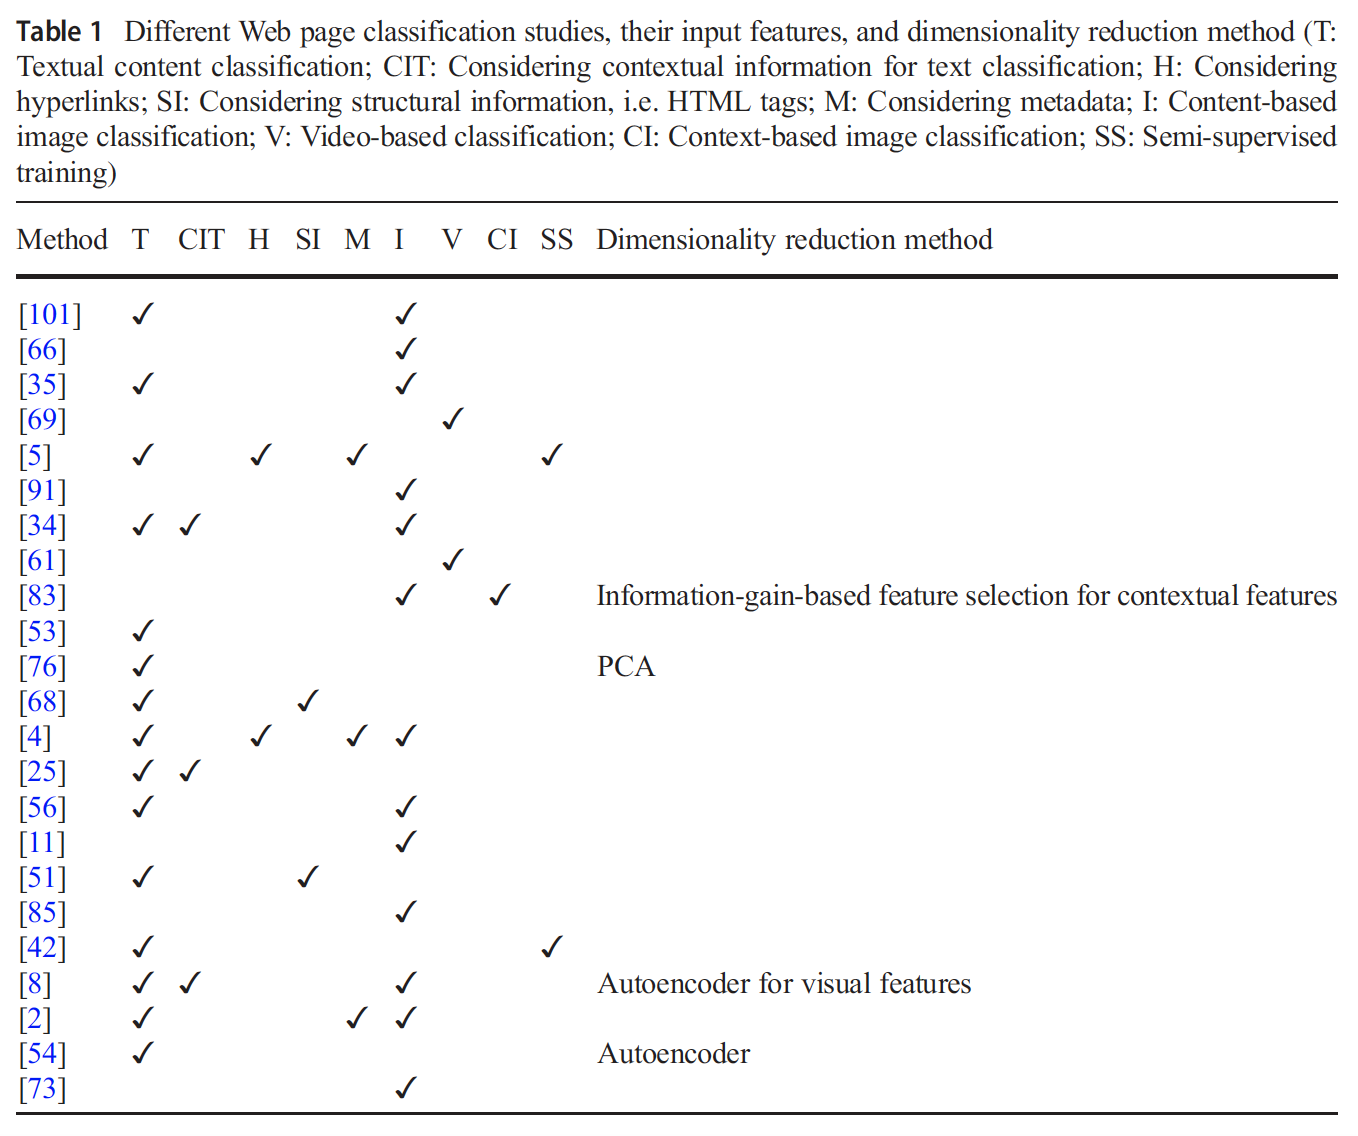 Table 1 Different Web page classification studies, their input features, and dimensionality reduction method (T:
Textual content classification; CIT: Considering contextual information for text classification; H: Considering
hyperlinks; SI: Considering structural information, i.e. HTML tags; M: Considering metadata; I: Content-based
image classification; V: Video-based classification; CI: Context-based image classification; SS: Semi-supervised
training)
Method T CIT H SI M I V CI SS Dimensionality reduction method
[101] ✓ ✓
[66] ✓
[35] ✓ ✓
[69] ✓
[5] ✓ ✓ ✓ ✓
[91] ✓
[34] ✓ ✓ ✓
[61] ✓
[83] ✓ ✓ Information-gain-based feature selection for contextual features
[53] ✓
[76] ✓ PCA
[68] ✓ ✓
[4] ✓ ✓ ✓ ✓
[25] ✓ ✓
[56] ✓ ✓
[11] ✓
[51] ✓ ✓
[85] ✓
[42] ✓ ✓
[8] ✓ ✓ ✓ Autoencoder for visual features
[2] ✓ ✓ ✓
[54] ✓ Autoencoder
[73] ✓